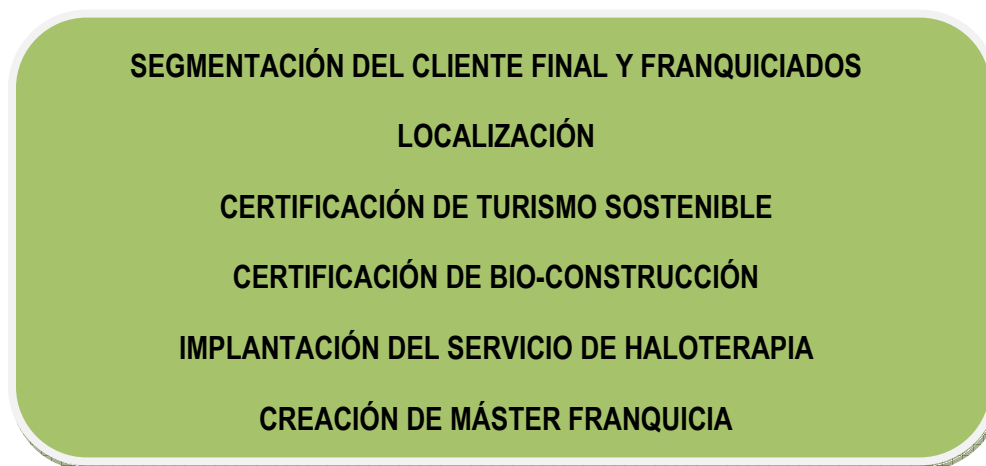 SEGMENTACIÓN DEL CLIENTE FINAL Y FRANQUICIADOS
LOCALIZACIÓN
CERTIFICACIÓN DE TURISMO SOSTENIBLE
CERTIFICACIÓN DE BIO-CONSTRUCCIÓN
IMPLANTACIÓN DEL SERVICIO DE HALOTERAPIA
CREACIÓN DE MÁSTER FRANQUICIA